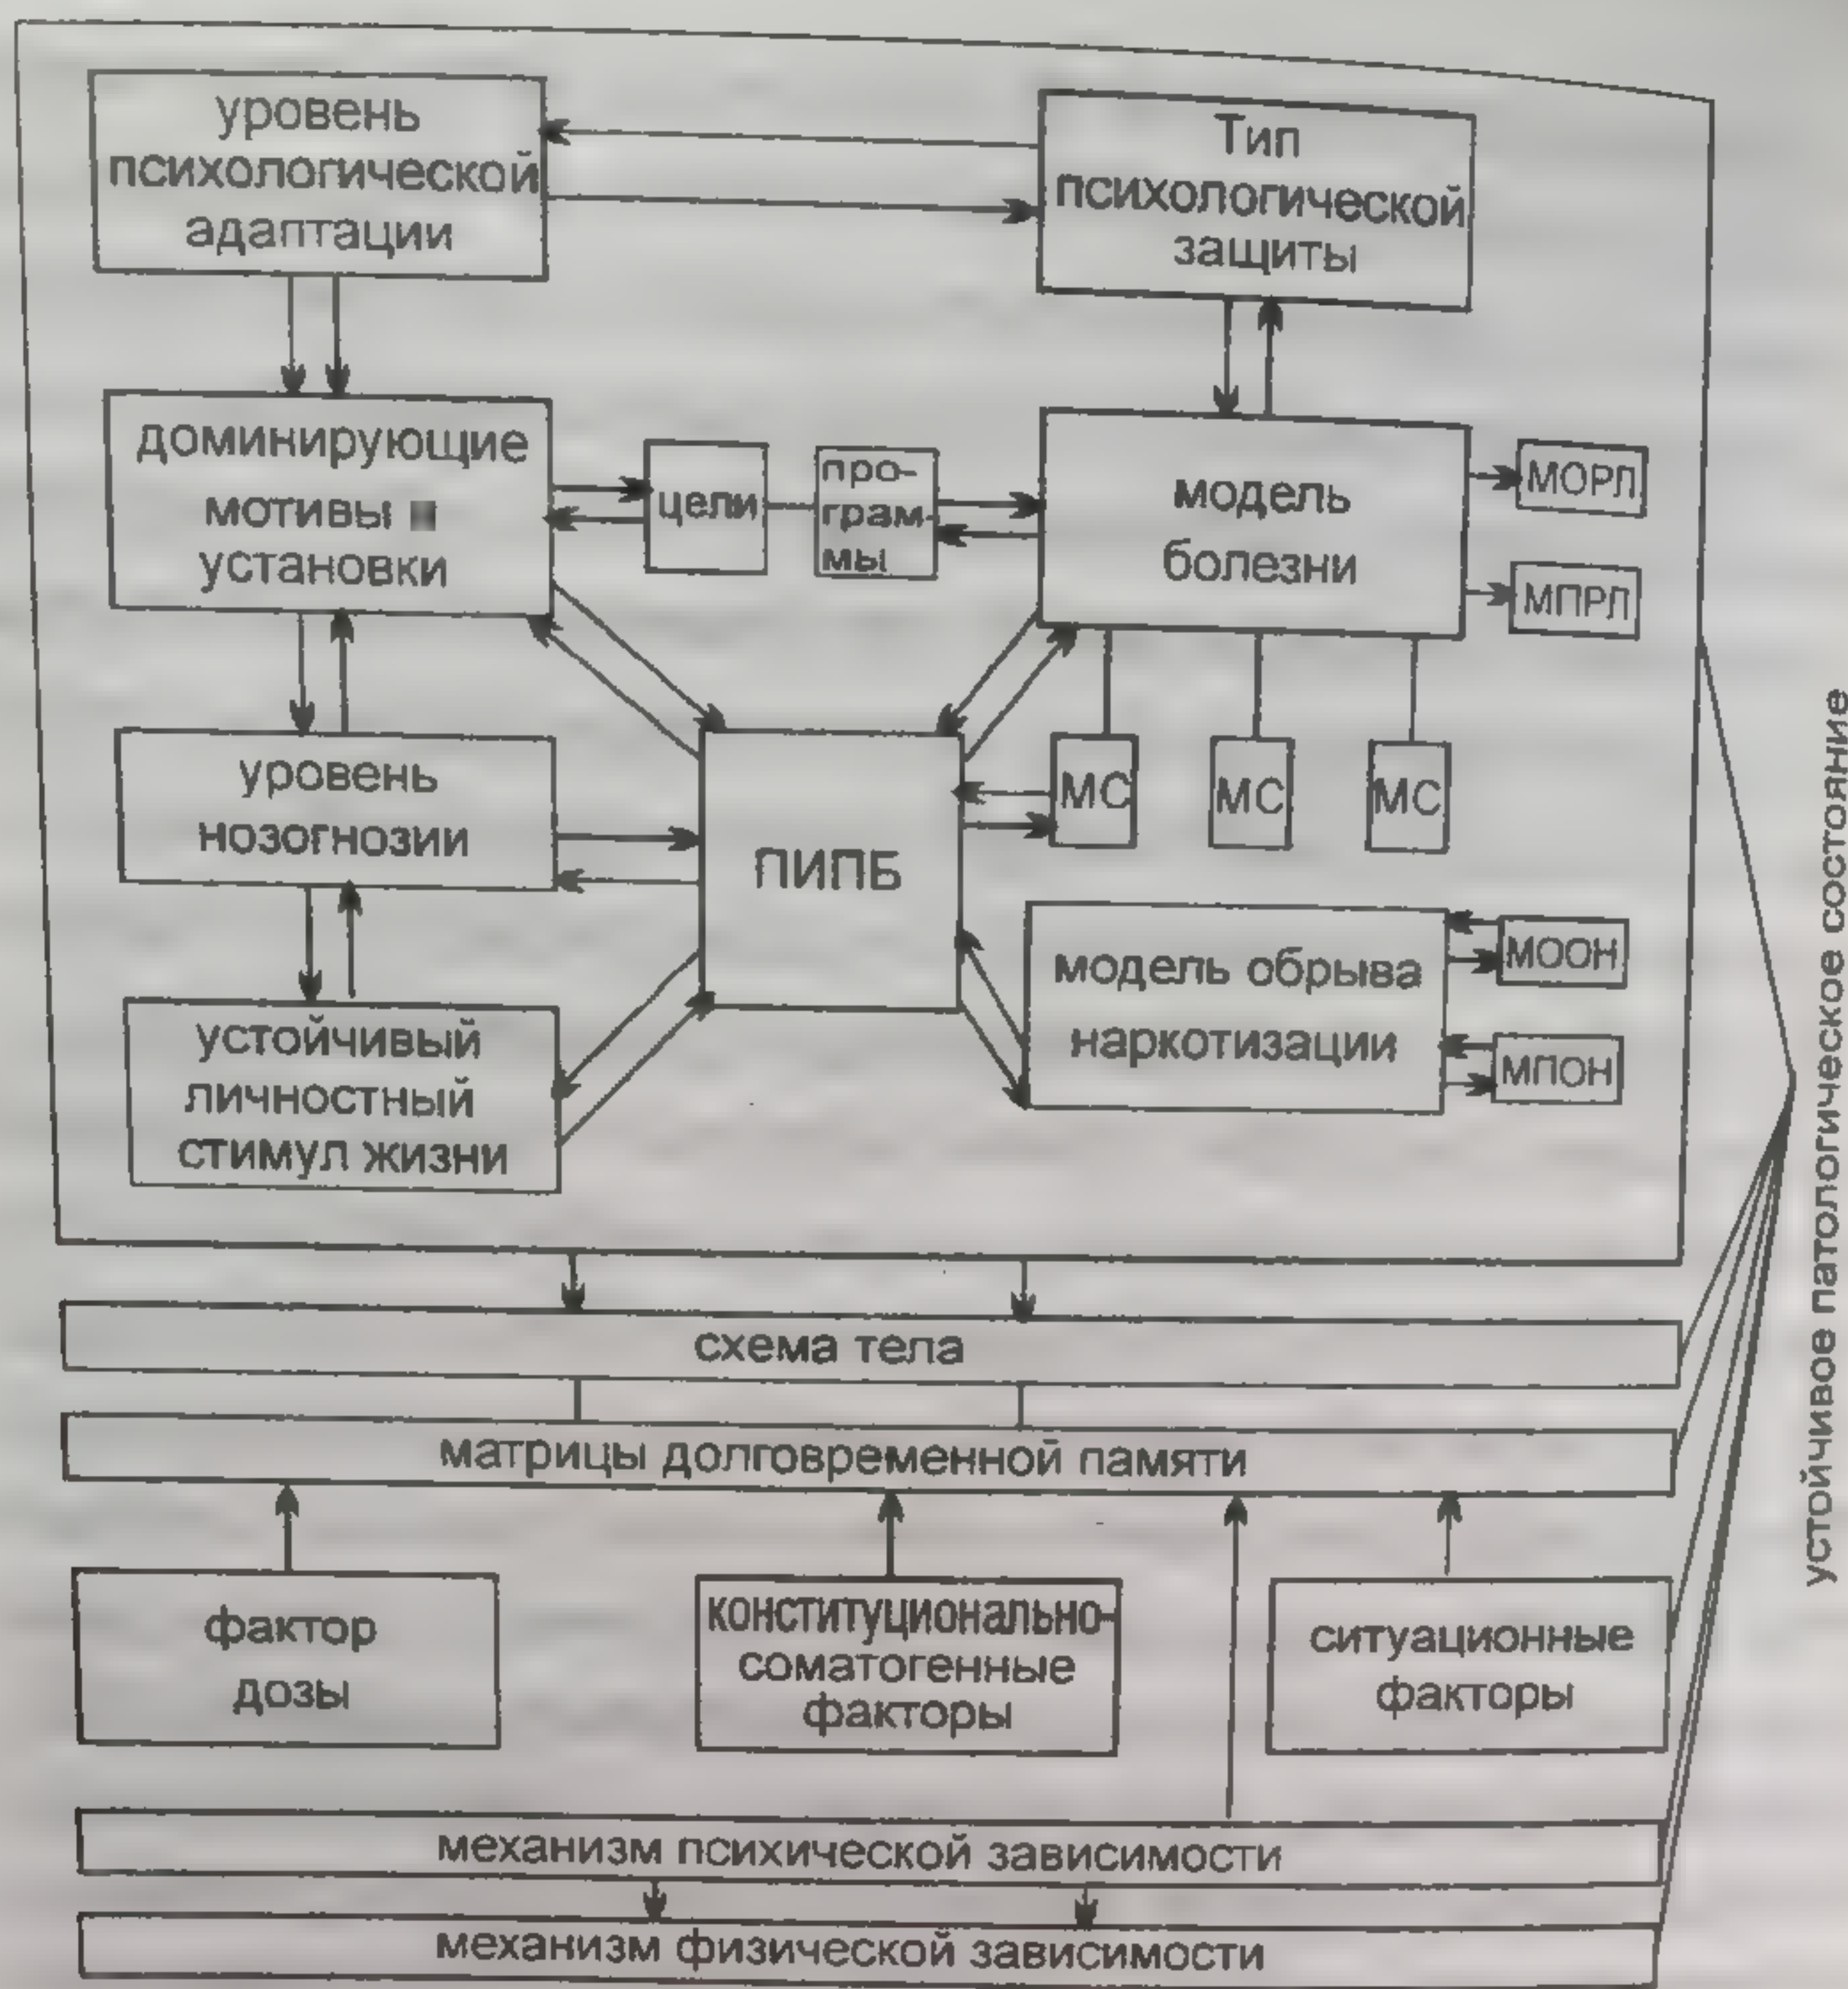 уровень
психологической
адаптации
Тип
психологической
защиты
доминирующие
мотивы и
установки
цели
про-
грам-
мы
модель
болезни
МОРЛ
МПРЛ
уровень
нозогнозии
ПИПБ
МС
МС
МС
устойчивый
личностный
стимул жизни
модель обрыва
наркотизации
МООН
МПОН
схема тела
матрицы долговременной памяти
фактор
дозы
конституционально-
соматогенные
факторы
ситуационные
факторы
механизм психической зависимости
механизм физической зависимости
устойчивое патологическое состояние